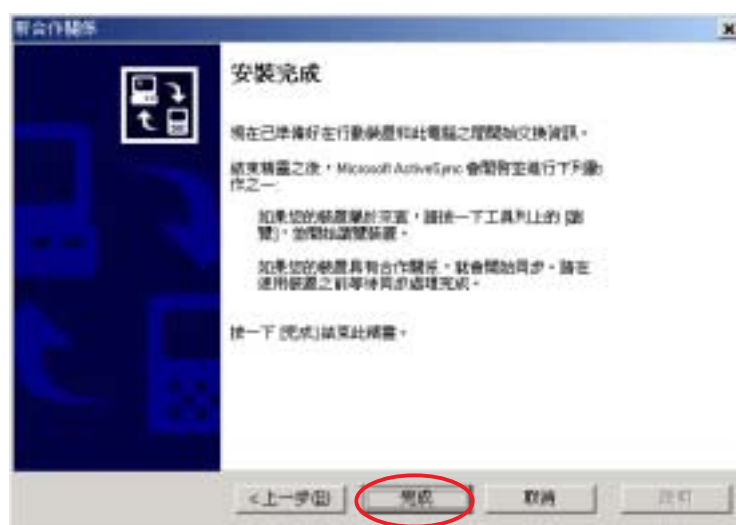 新合作關係
安裝完成
現在已準備好在行動裝置和此電腦之間開始交換資訊。
結束精靈之後，Microsoft ActiveSync 會開啓並進行下列動
作之一:
如果您的裝置屬於來賓，請按一下工具列上的 [瀏
覽]，並開始瀏覽裝置。
如果您的裝置具有合作關係，就會開始同步。請在
使用裝置之前等待同步處理完成。
按一下 [完成] 結束此精靈。
<上一步(B)
完成
取消
說明